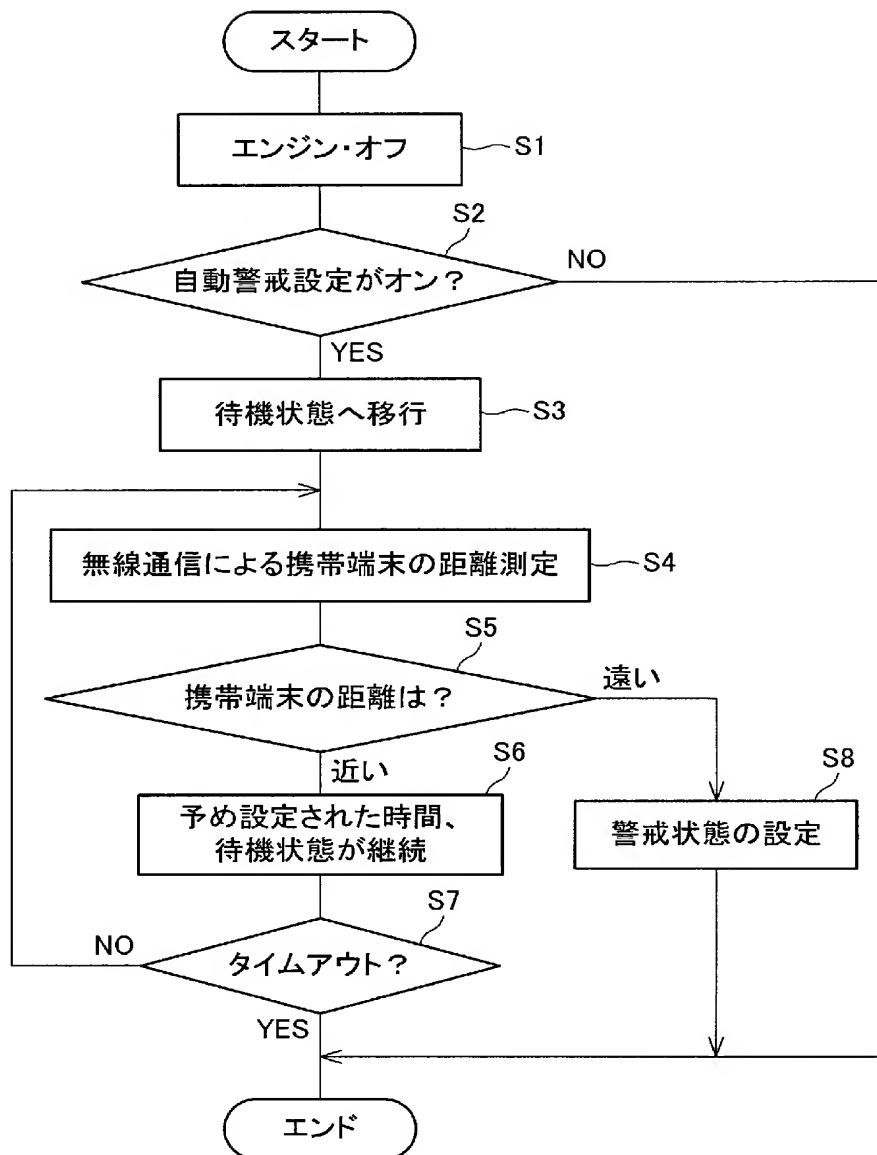 スタート
エンジン・オフ
S1
S2
自動警戒設定がオン？
NO
YES
待機状態へ移行
S3
無線通信による携帯端末の距離測定
S4
S5
携帯端末の距離は？
遠い
近い
S6
予め設定された時間、
待機状態が継続
S8
警戒状態の設定
S7
NO
タイムアウト？
YES
エンド